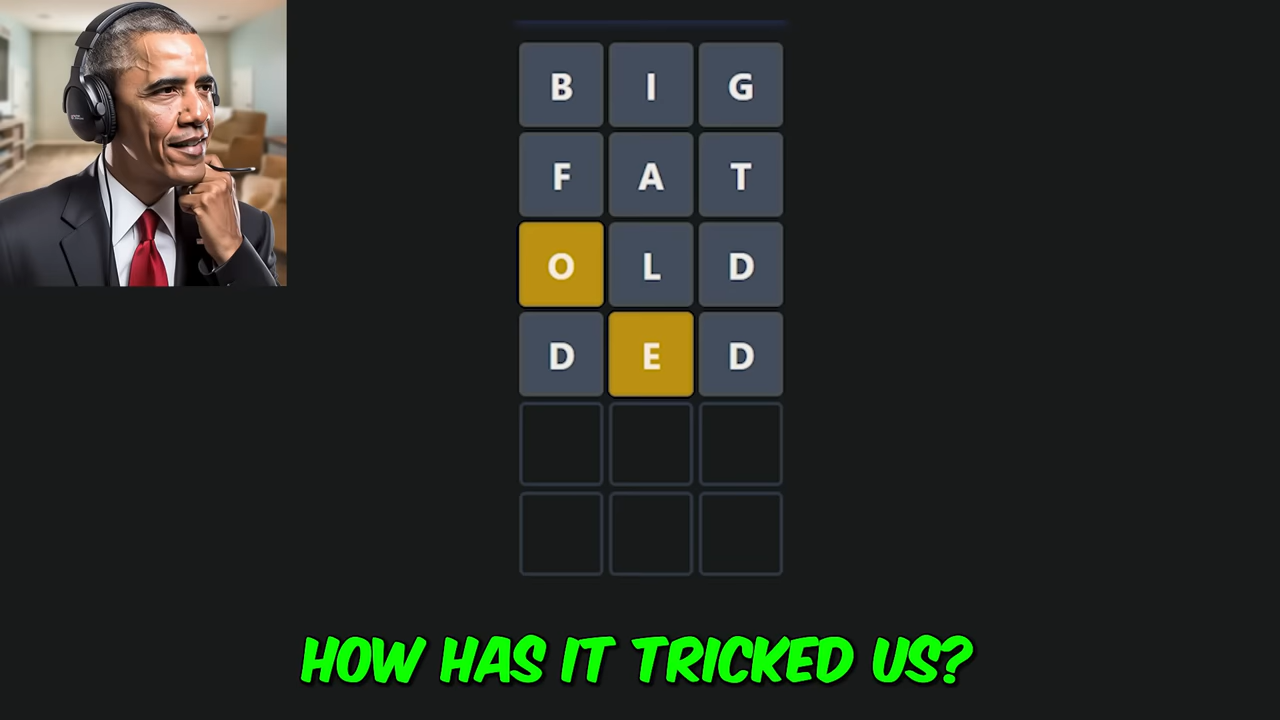 B I G
F A T
O L D
D E D
HOW HAS IT TRICKED US?